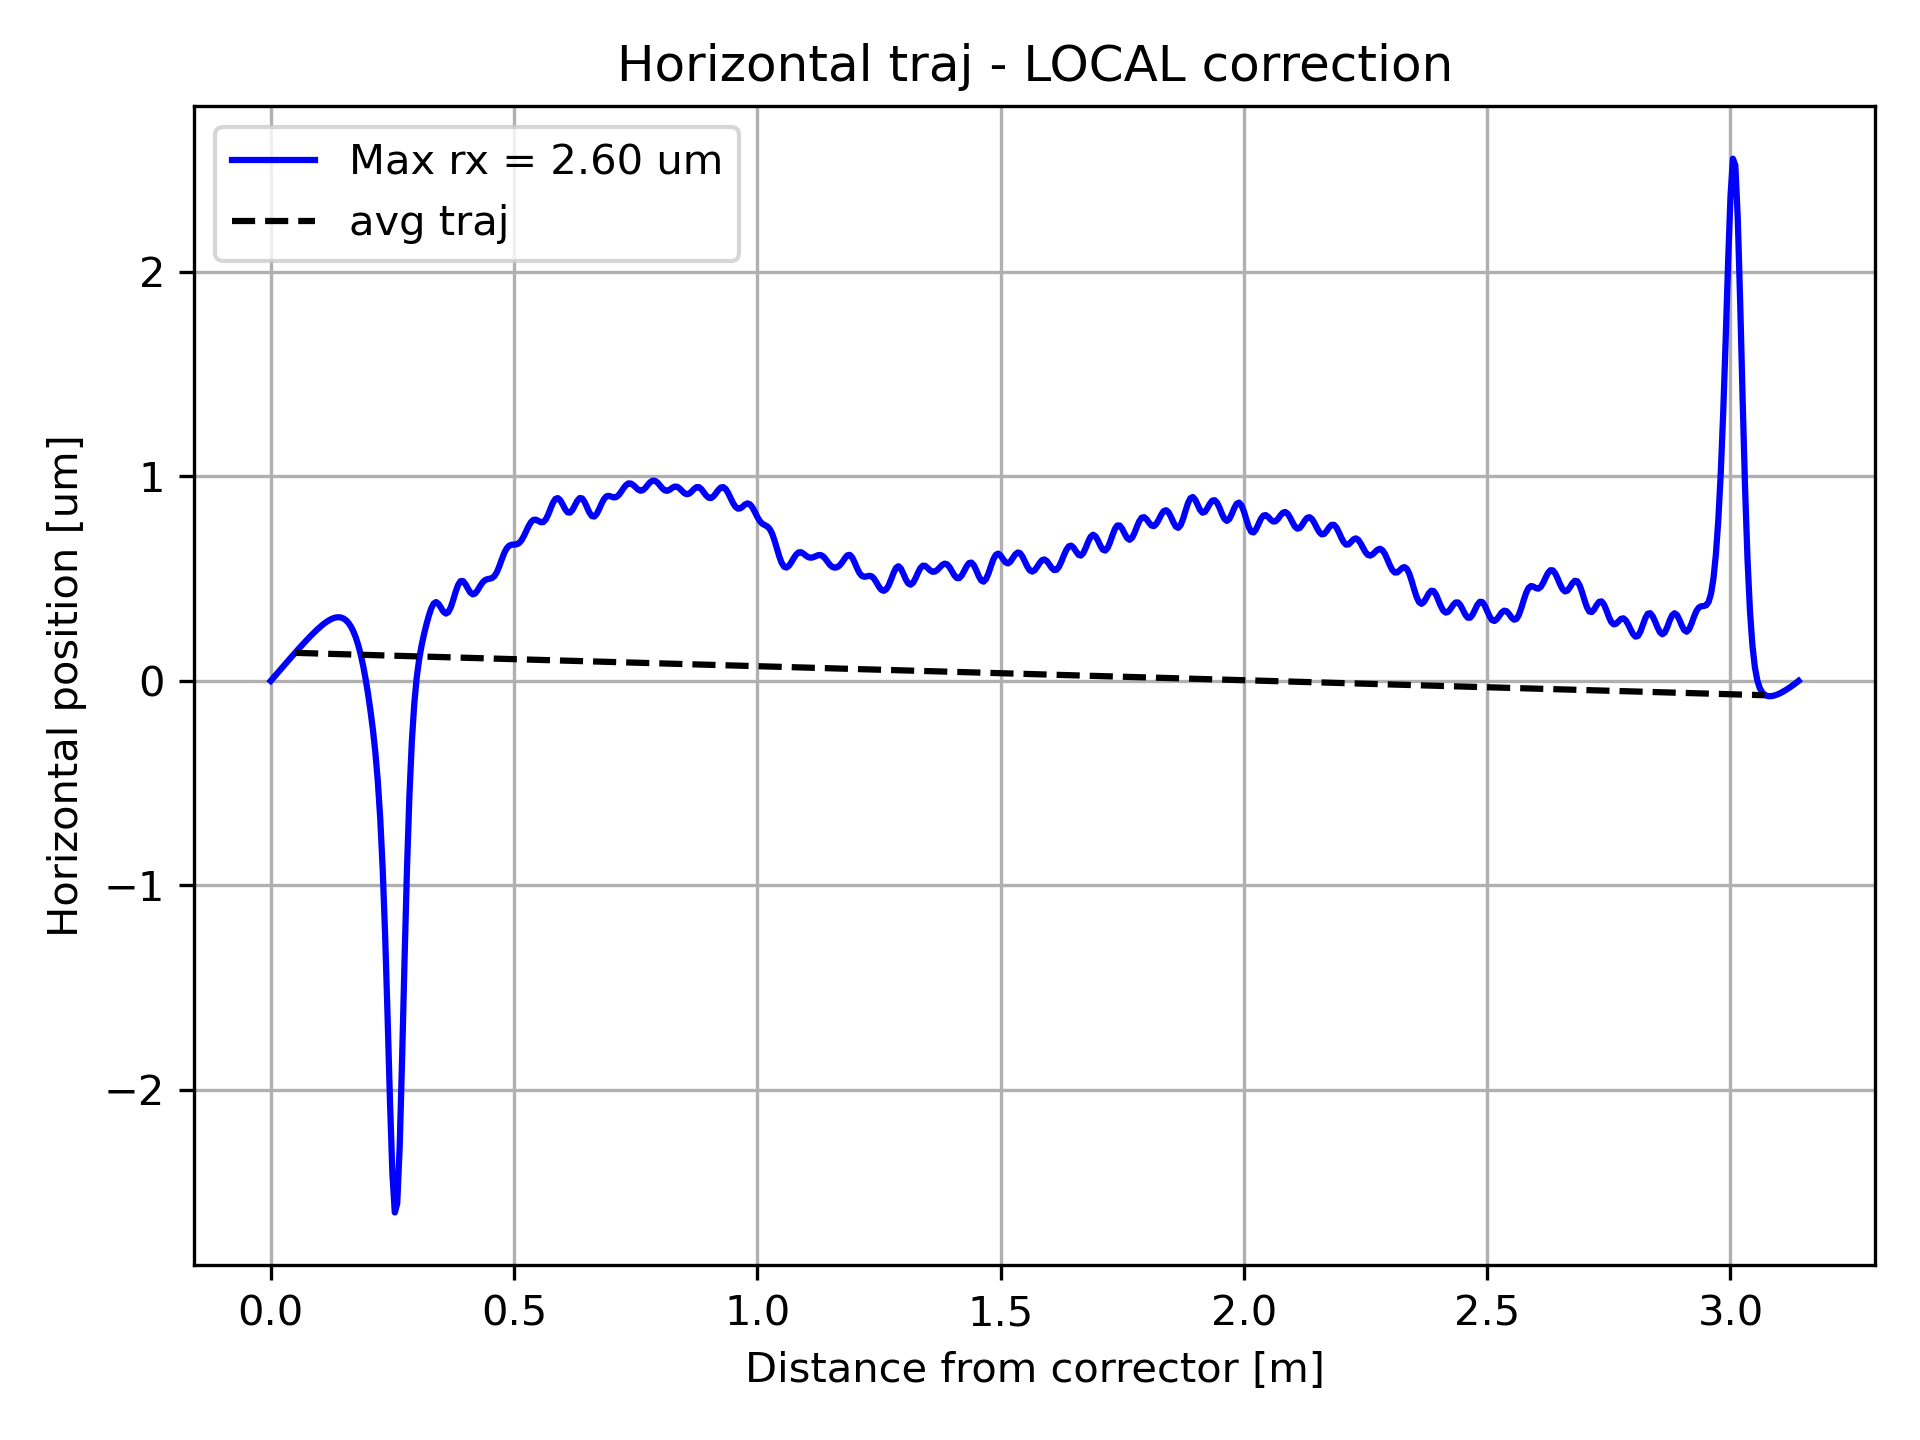 Horizontal traj - LOCAL correction
Max rx = 2.60 um
avg traj
Horizontal position [um]
2
1
0
−1
−2
0.0 0.5 1.0 1.5 2.0 2.5 3.0
Distance from corrector [m]